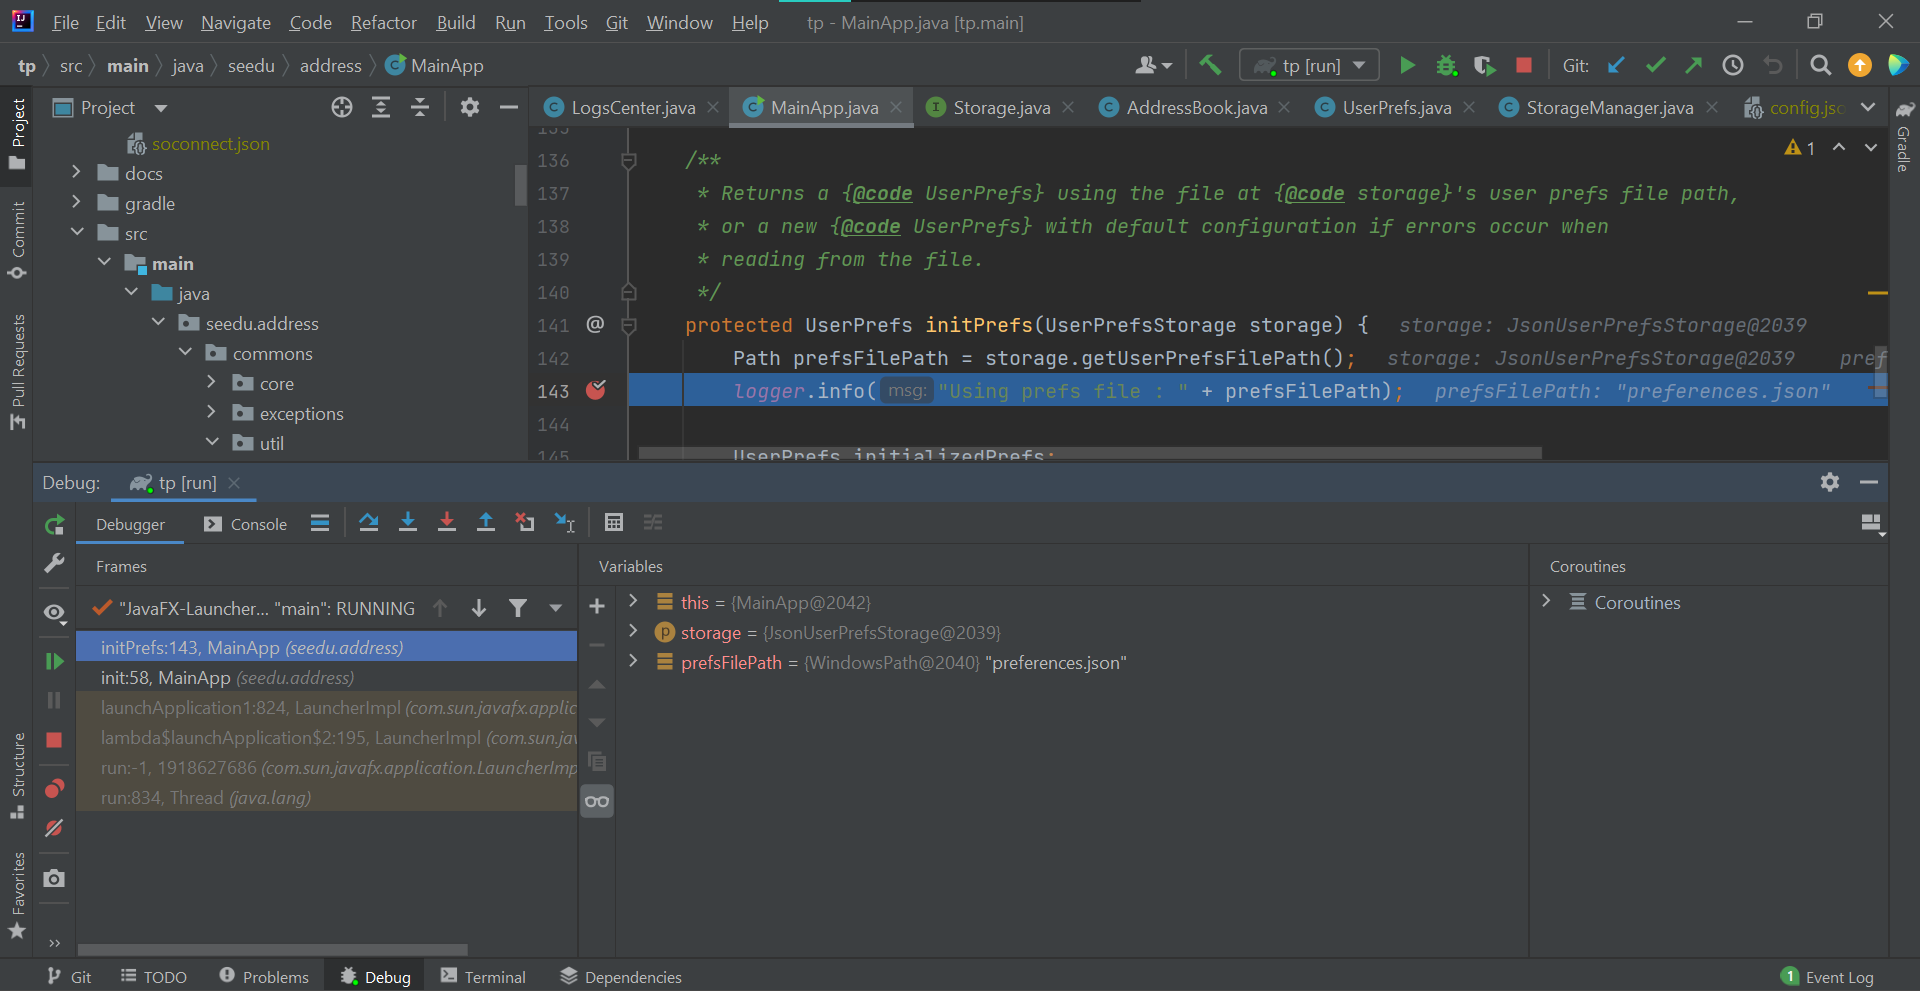 File Edit View Navigate Code Refactor Build Run Tools Git Window Help tp - MainApp.java [tp.main]
tp src main java seedu address MainApp
tp [run] Git:
Project
LogsCenter.java MainApp.java Storage.java AddressBook.java UserPrefs.java StorageManager.java config.jso
Project
Commit
Pull Requests
Structure
Favorites
Gradle
soconnect.json
docs
gradle
src
main
java
seedu.address
commons
core
exceptions
util
1
135
136 /**
137 * Returns a {@code UserPrefs} using the file at {@code storage}'s user prefs file path,
138 * or a new {@code UserPrefs} with default configuration if errors occur when
139 * reading from the file.
140 */
141 @ protected UserPrefs initPrefs(UserPrefsStorage storage) { storage: JsonUserPrefsStorage@2039
142 Path prefsFilePath = storage.getUserPrefsFilePath(); storage: JsonUserPrefsStorage@2039 pref
143 logger.info( msg: "Using prefs file : " + prefsFilePath); prefsFilePath: "preferences.json"
144
145 UserPrefs initializedPrefs;
Debug: tp [run]
Debugger Console
Frames
"JavaFX-Launcher... "main": RUNNING
initPrefs:143, MainApp (seedu.address)
init:58, MainApp (seedu.address)
launchApplication1:824, LauncherImpl (com.sun.javafx.applic
lambda$launchApplication$2:195, LauncherImpl (com.sun.jav
run:-1, 1918627686 (com.sun.javafx.application.LauncherImp
run:834, Thread (java.lang)
Variables
this = {MainApp@2042}
p storage = {JsonUserPrefsStorage@2039}
prefsFilePath = {WindowsPath@2040} "preferences.json"
Coroutines
Coroutines
Git TODO Problems Debug Terminal Dependencies 1 Event Log